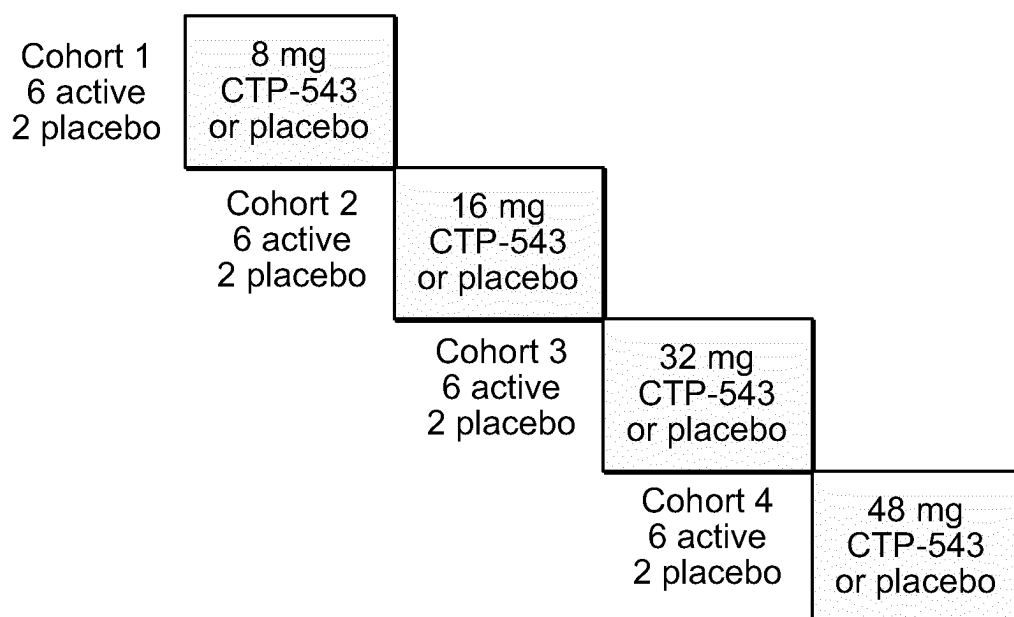 Cohort 1
6 active
2 placebo
8 mg
CTP-543
or placebo
Cohort 2
6 active
2 placebo
16 mg
CTP-543
or placebo
Cohort 3
6 active
2 placebo
32 mg
CTP-543
or placebo
Cohort 4
6 active
2 placebo
48 mg
CTP-543
or placebo